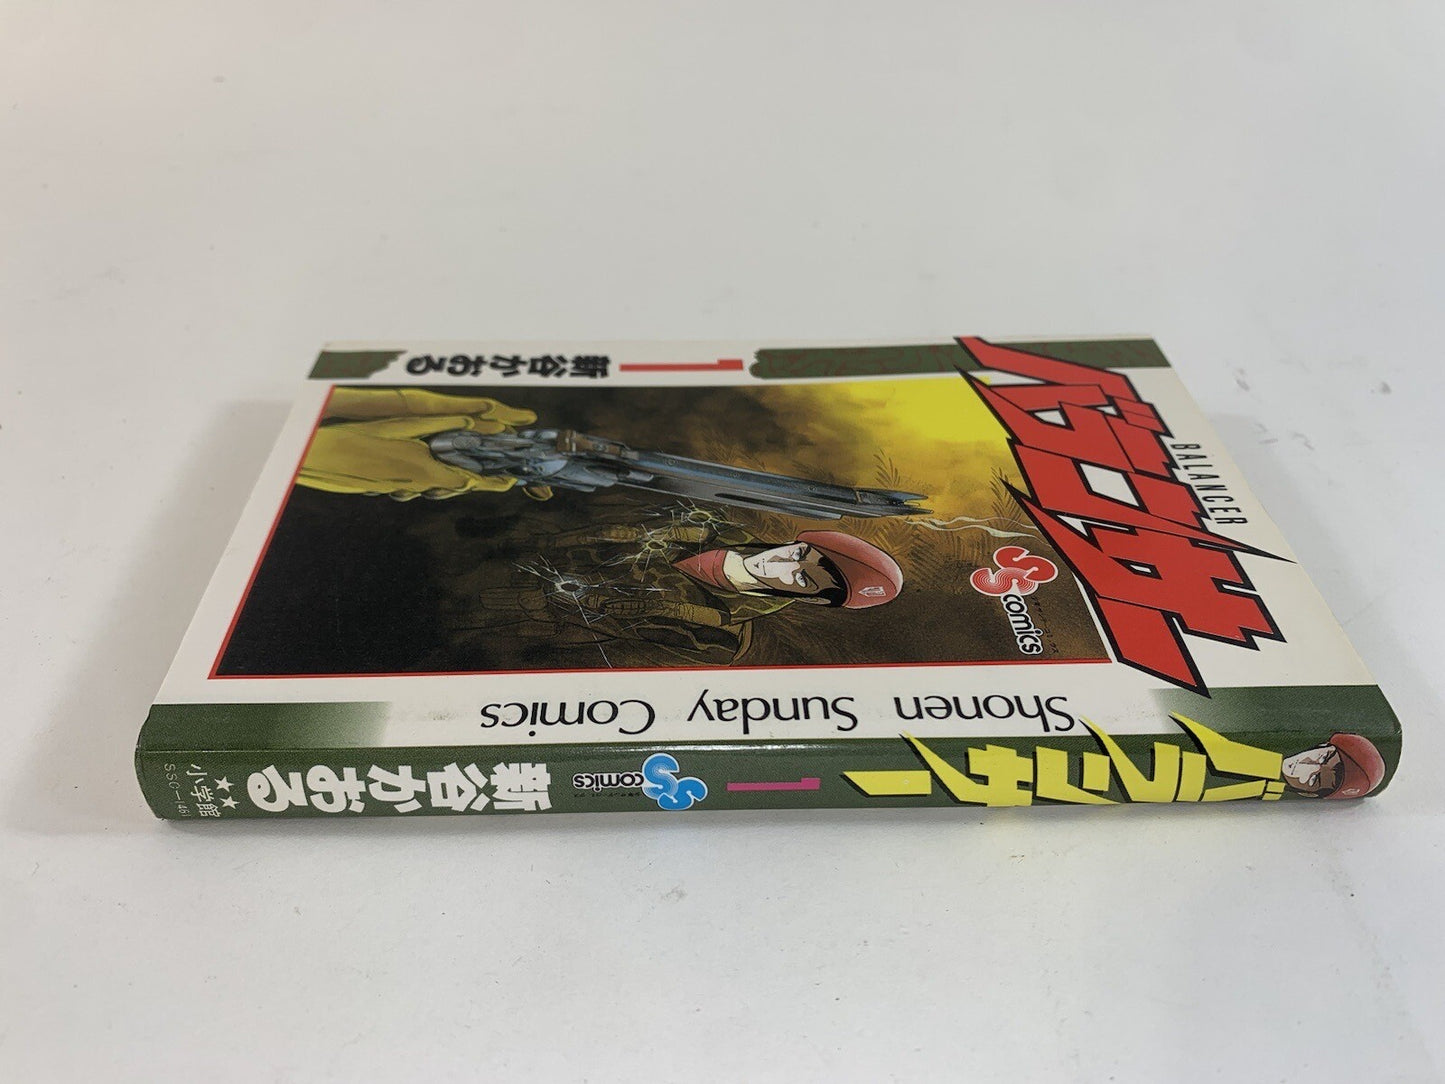 バランサー
BALANCER
1
新谷かおる
SS comics
Shonen Sunday Comics
バランサー
1
SS comics
新谷かおる
小学館